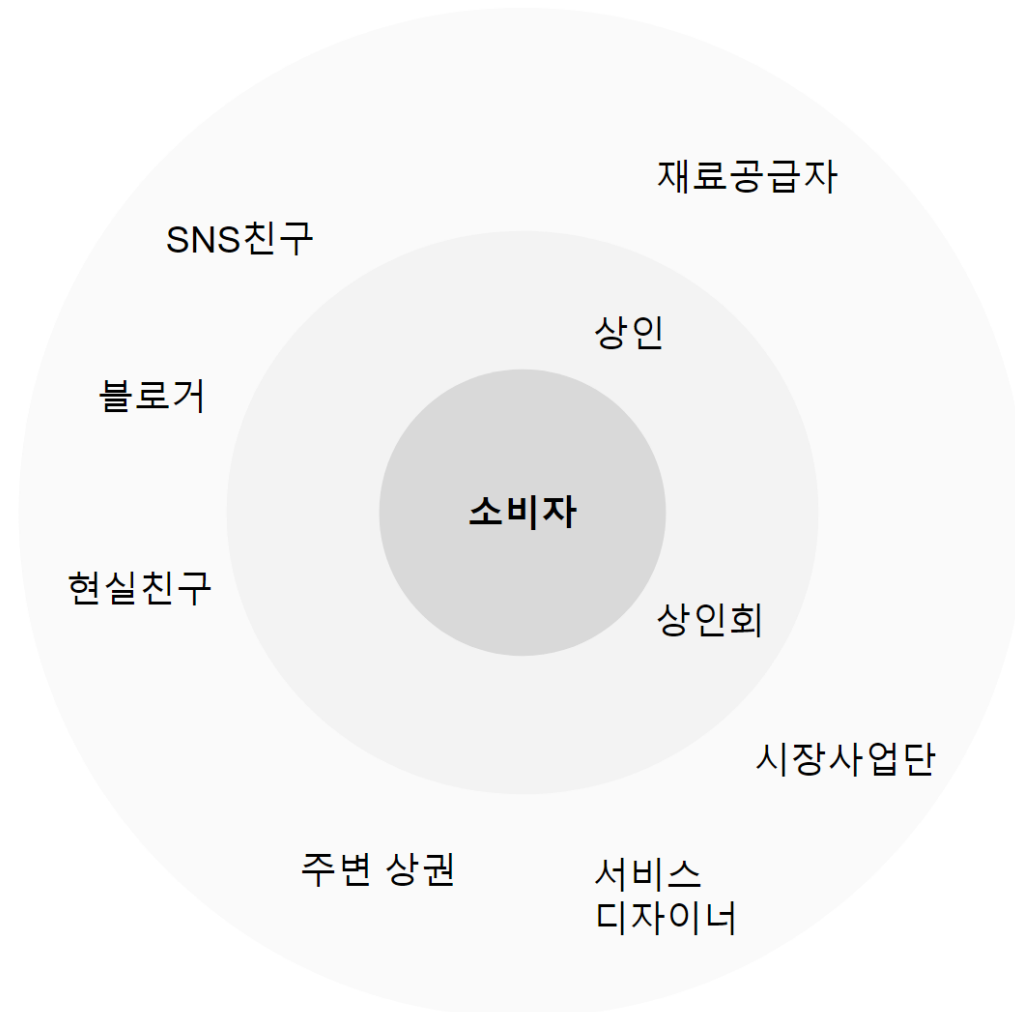 재료공급자
SNS친구
상인
블로거
소비자
현실친구
상인회
시장사업단
주변 상권
서비스
디자이너